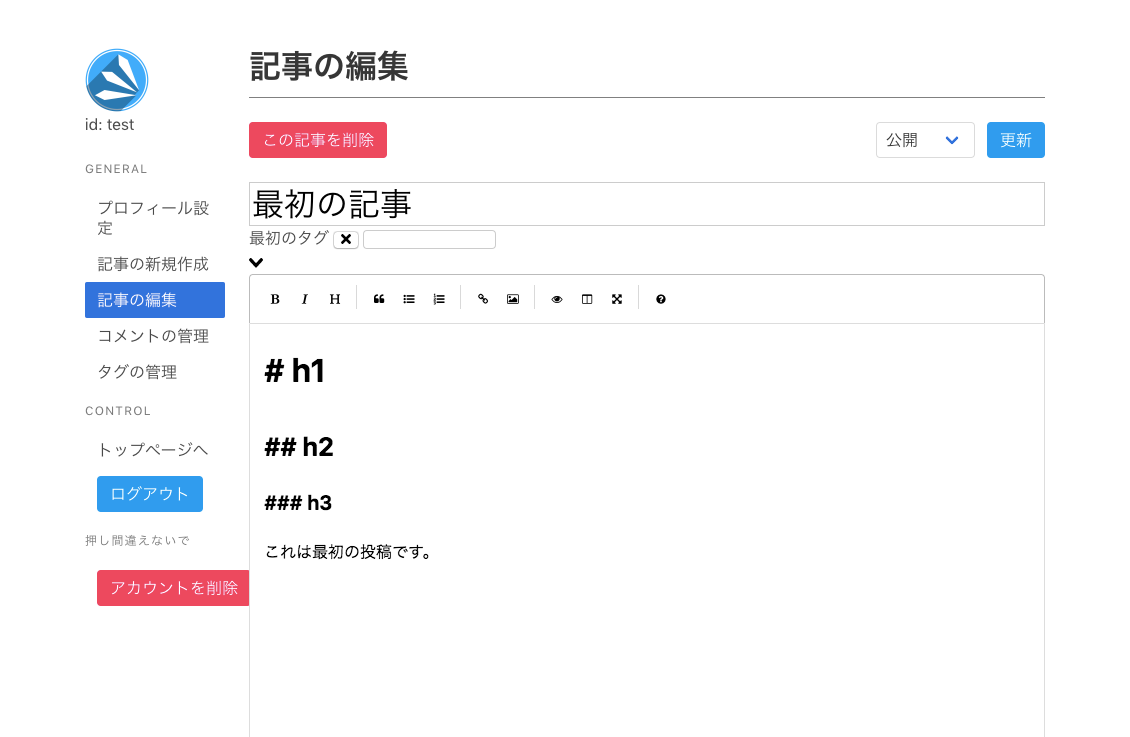 id: test
GENERAL
プロフィール設
定
記事の新規作成
記事の編集
コメントの管理
タグの管理
CONTROL
トップページへ
ログアウト
押し間違えないで
アカウントを削除
記事の編集
この記事を削除
公開
更新
最初の記事
最初のタグ
B I H
# h1
## h2
### h3
これは最初の投稿です。